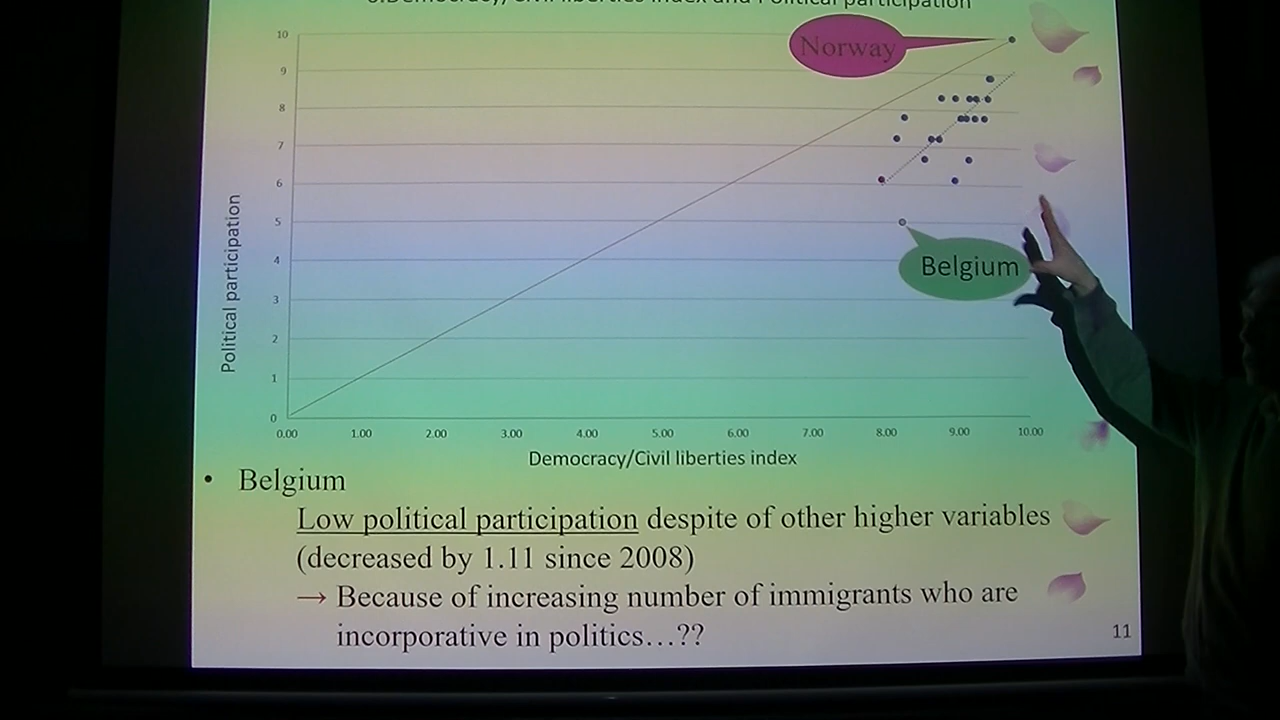 Democracy/Civil liberties index and Political participation
Norway
10
9
8
7
6
5
4
3
2
1
0
Political participation
Belgium
0.00 1.00 2.00 3.00 4.00 5.00 6.00 7.00 8.00 9.00 10.00
Democracy/Civil liberties index
• Belgium
Low political participation despite of other higher variables
(decreased by 1.11 since 2008)
→ Because of increasing number of immigrants who are
incorporative in politics…??
11